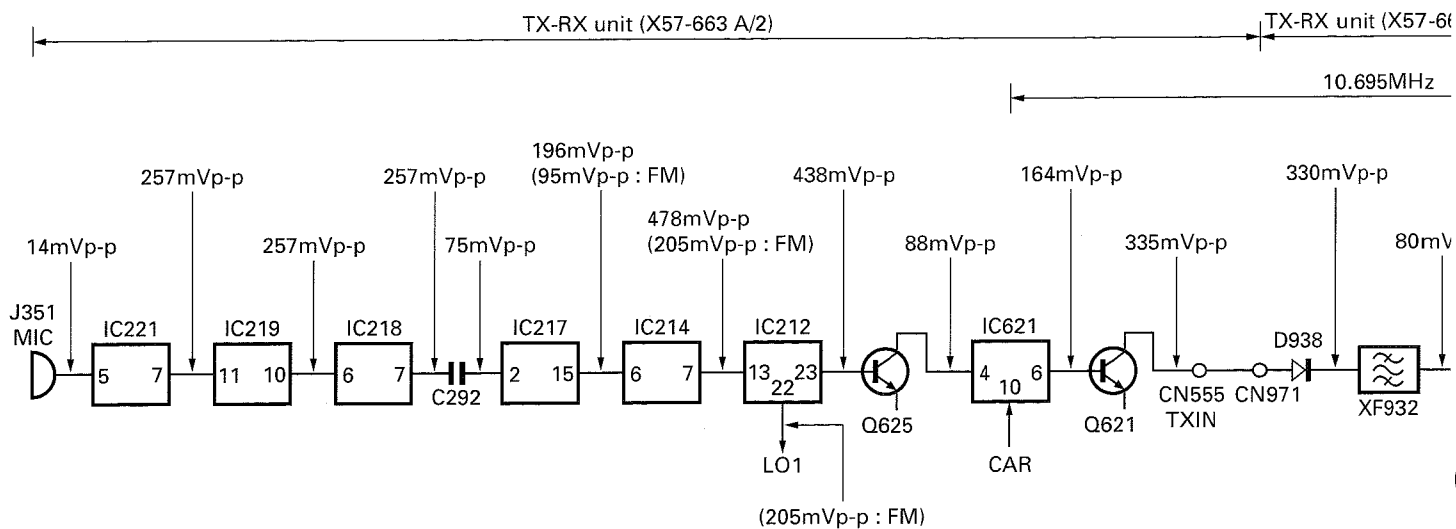 TX-RX unit (X57-663 A/2)
TX-RX unit (X57-66
10.695MHz
196mVp-p
(95mVp-p : FM)
257mVp-p
257mVp-p
438mVp-p
164mVp-p
330mVp-p
478mVp-p
(205mVp-p : FM)
14mVp-p
257mVp-p
75mVp-p
88mVp-p
335mVp-p
80mV
J351
MIC
IC221
IC219
IC218
IC217
IC214
IC212
IC621
D938
5 7
11 10
6 7
2 15
6 7
13 23
22
4 6
10
C292
Q625
Q621
CN555
TXIN
CN971
XF932
LO1
CAR
(205mVp-p : FM)